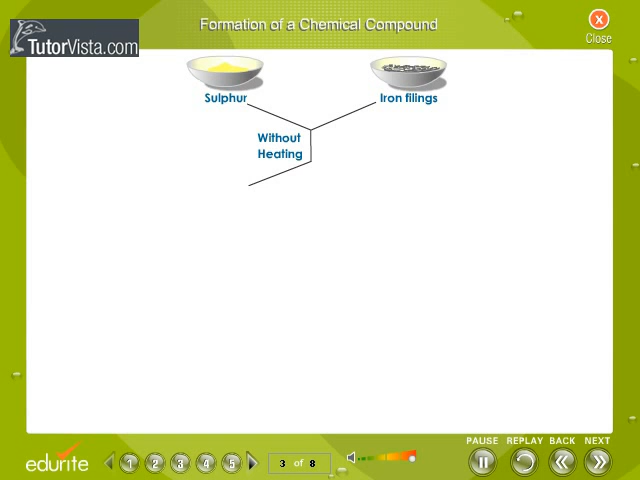 Formation of a Chemical Compound
X
Close
TutorVista.com
Sulphur
Iron filings
Without
Heating
PAUSE REPLAY BACK NEXT
edurite
1 2 3 4 5
3 of 8